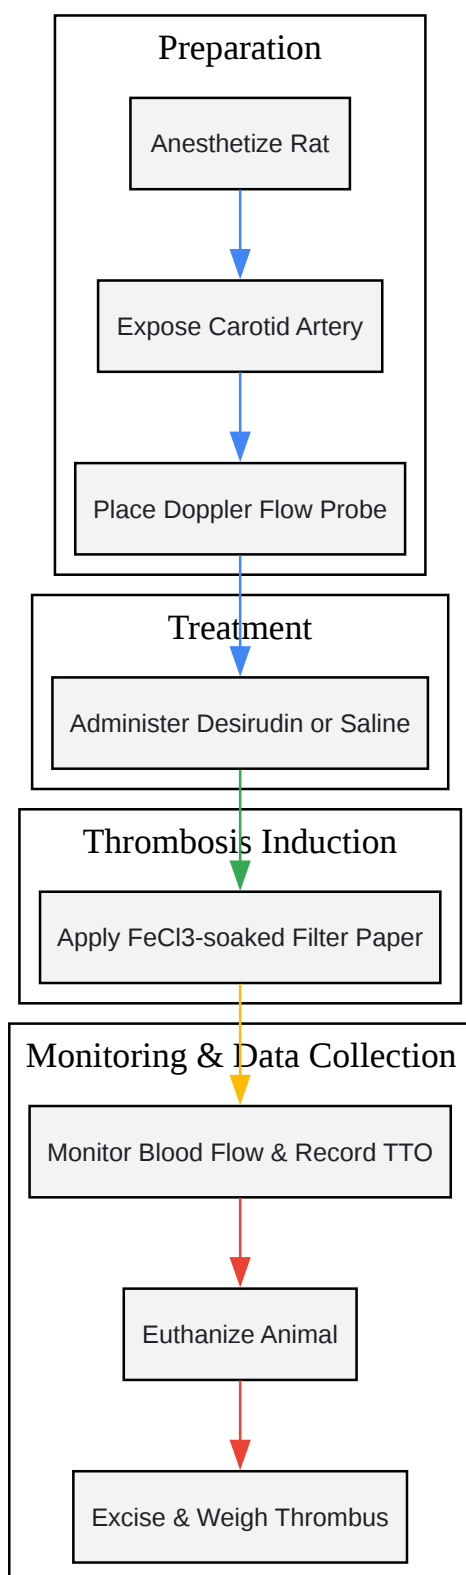 Preparation
Anesthetize Rat
Expose Carotid Artery
Place Doppler Flow Probe
Treatment
Administer Desirudin or Saline
Thrombosis Induction
Apply FeCl3-soaked Filter Paper
Monitoring & Data Collection
Monitor Blood Flow & Record TTO
Euthanize Animal
Excise & Weigh Thrombus